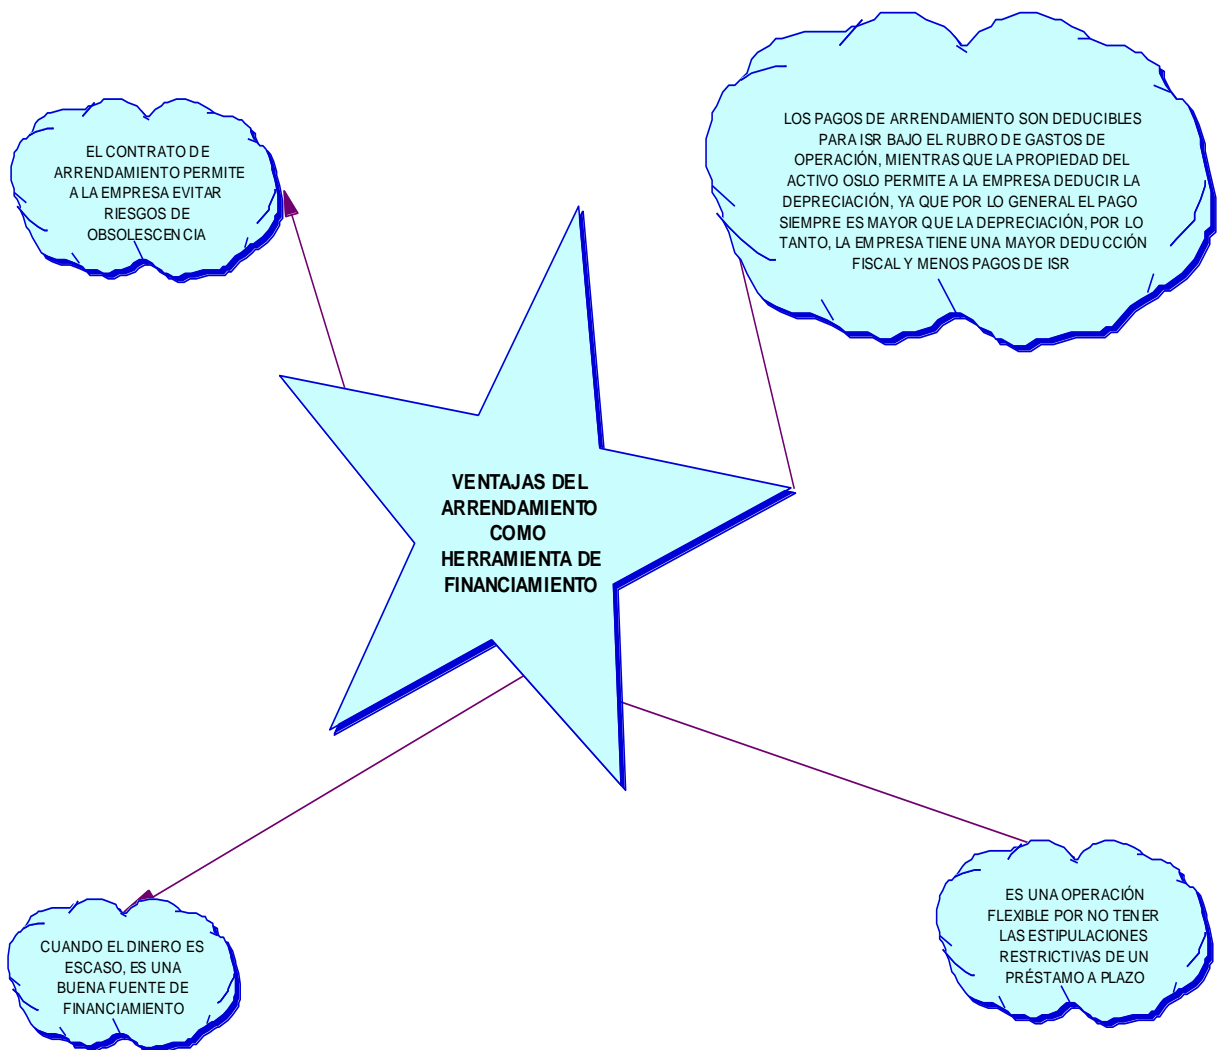 EL CONTRATO DE
ARRENDAMIENTO PERMITE
A LA EMPRESA EVITAR
RIESGOS DE
OBSOLESCENCIA
LOS PAGOS DE ARRENDAMIENTO SON DEDUCIBLES
PARA ISR BAJO EL RUBRO DE GASTOS DE
OPERACIÓN, MIENTRAS QUE LA PROPIEDAD DEL
ACTIVO OSLO PERMITE A LA EMPRESA DEDUCIR LA
DEPRECIACIÓN, YA QUE POR LO GENERAL EL PAGO
SIEMPRE ES MAYOR QUE LA DEPRECIACIÓN, POR LO
TANTO, LA EMPRESA TIENE UNA MAYOR DEDUCCIÓN
FISCAL Y MENOS PAGOS DE ISR
VENTAJAS DEL
ARRENDAMIENTO
COMO
HERRAMIENTA DE
FINANCIAMIENTO
CUANDO EL DINERO ES
ESCASO, ES UNA
BUENA FUENTE DE
FINANCIAMIENTO
ES UNA OPERACIÓN
FLEXIBLE POR NO TENER
LAS ESTIPULACIONES
RESTRICTIVAS DE UN
PRÉSTAMO A PLAZO